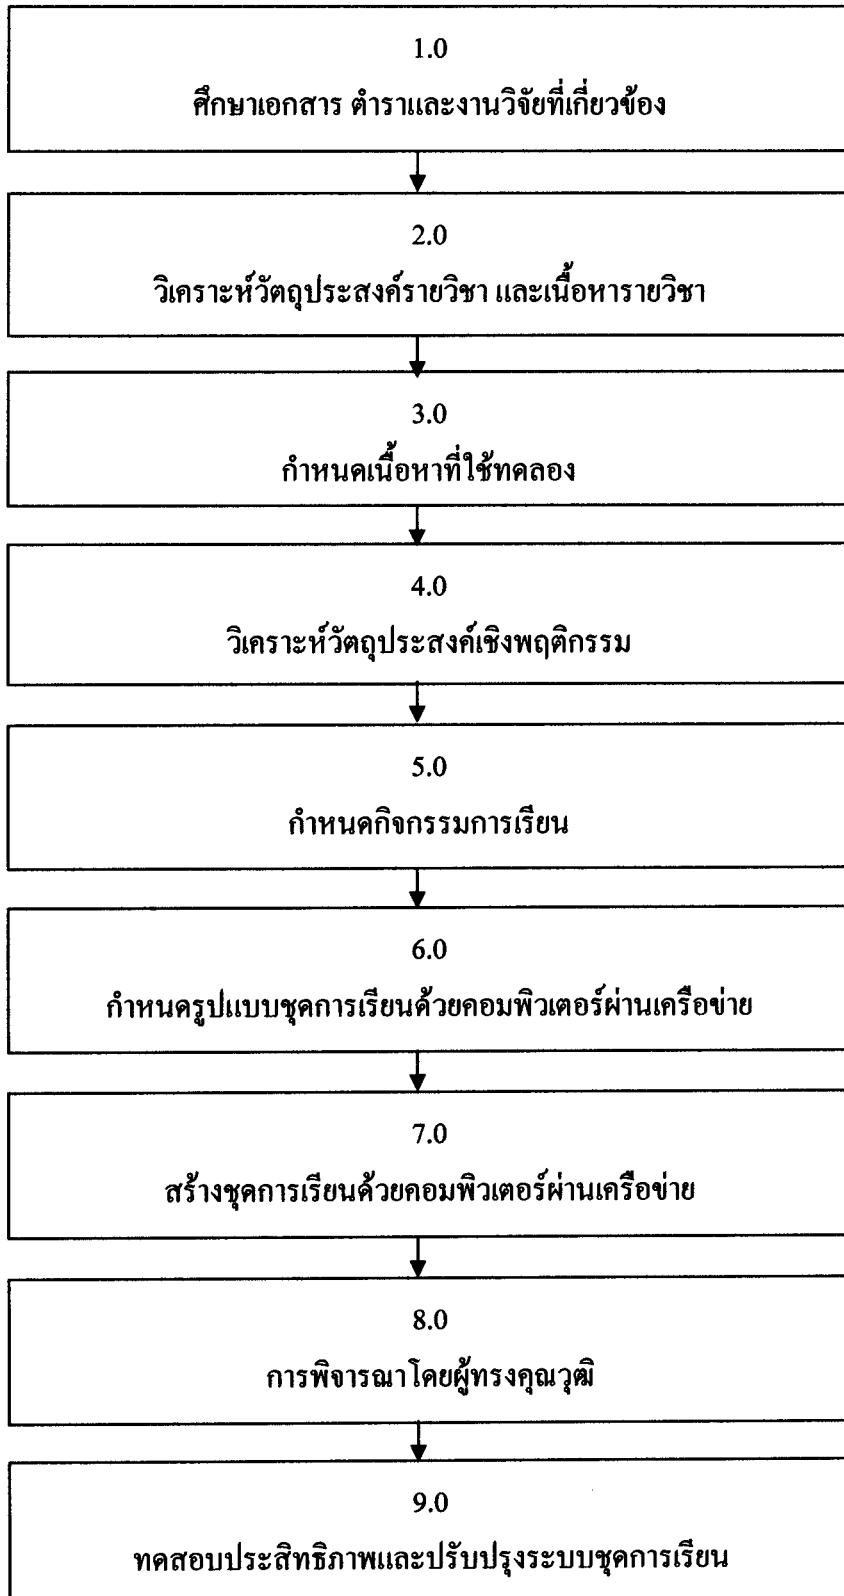 1.0
ศึกษาเอกสาร ตำราและงานวิจัยที่เกี่ยวข้อง
2.0
วิเคราะห์วัตถุประสงค์รายวิชา และเนื้อหารายวิชา
3.0
กำหนดเนื้อหาที่ใช้ทดลอง
4.0
วิเคราะห์วัตถุประสงค์เชิงพฤติกรรม
5.0
กำหนดกิจกรรมการเรียน
6.0
กำหนดรูปแบบชุดการเรียนด้วยคอมพิวเตอร์ผ่านเครือข่าย
7.0
สร้างชุดการเรียนด้วยคอมพิวเตอร์ผ่านเครือข่าย
8.0
การพิจารณาโดยผู้ทรงคุณวุฒิ
9.0
ทดสอบประสิทธิภาพและปรับปรุงระบบชุดการเรียน